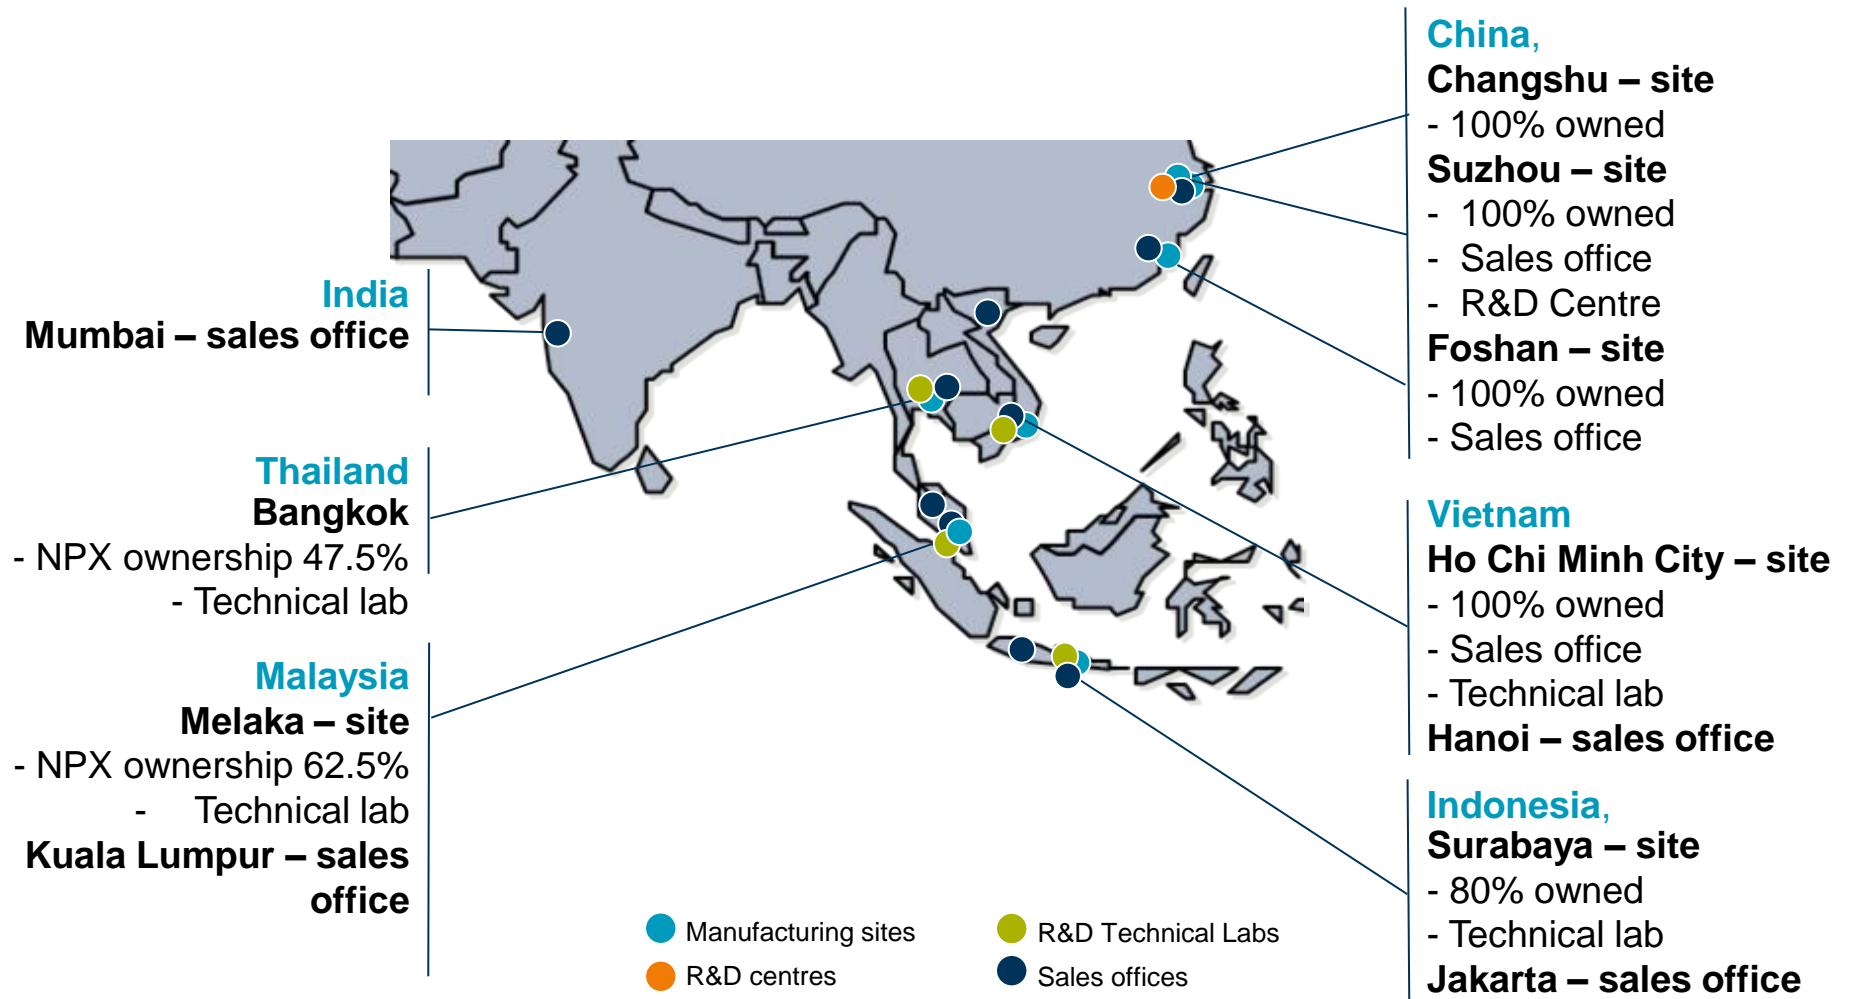 India
Mumbai – sales office
Thailand
Bangkok
- NPX ownership 47.5%
- Technical lab
Malaysia
Melaka – site
- NPX ownership 62.5%
- Technical lab
Kuala Lumpur – sales
office
China,
Changshu – site
- 100% owned
Suzhou – site
- 100% owned
- Sales office
- R&D Centre
Foshan – site
- 100% owned
- Sales office
Vietnam
Ho Chi Minh City – site
- 100% owned
- Sales office
- Technical lab
Hanoi – sales office
Indonesia,
Surabaya – site
- 80% owned
- Technical lab
Jakarta – sales office
Manufacturing sites
R&D Technical Labs
R&D centres
Sales offices